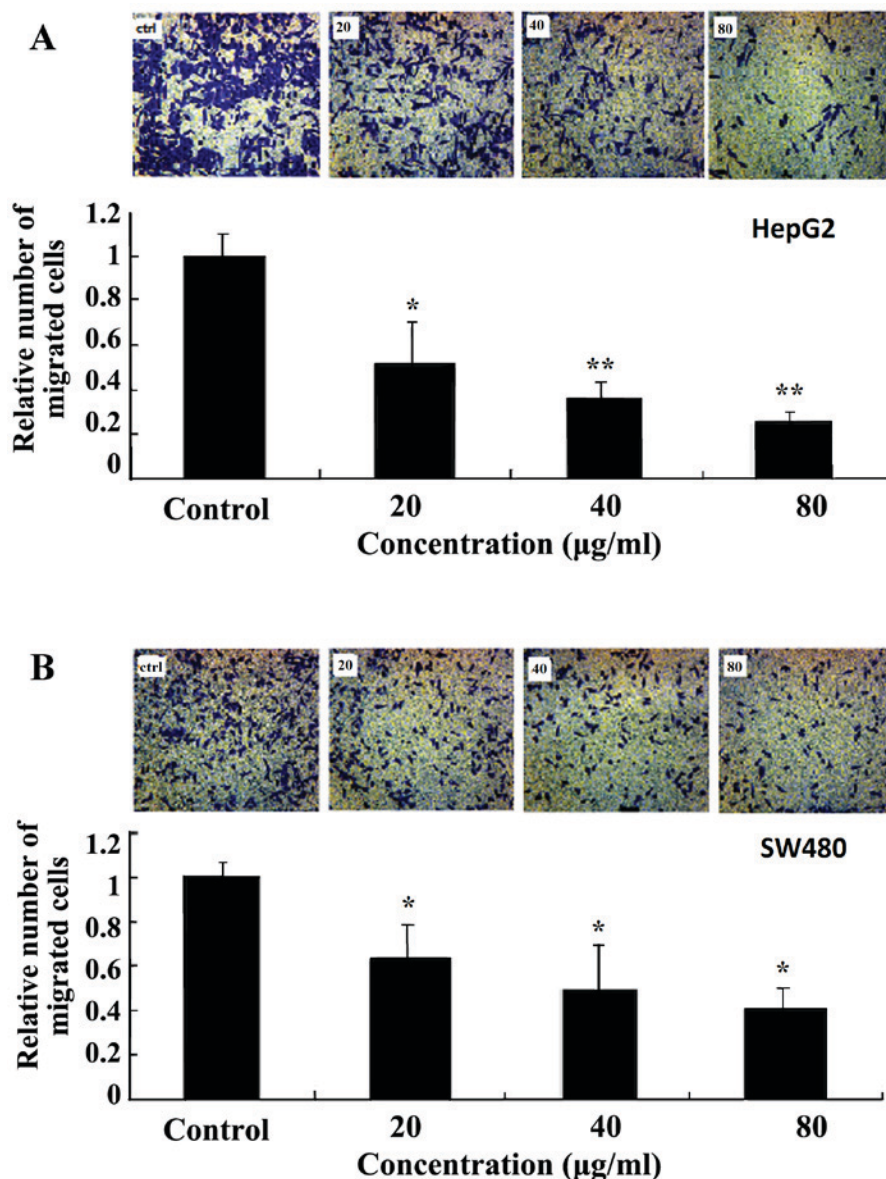 A
ctrl
20
40
80
HepG2
Relative number of
migrated cells
1.2
1
0.8
0.6
0.4
0.2
0
*
**
**
Control
20
40
80
Concentration (µg/ml)
B
ctrl
20
40
80
SW480
Relative number of
migrated cells
1.2
1
0.8
0.6
0.4
0.2
0
*
*
*
Control
20
40
80
Concentration (µg/ml)